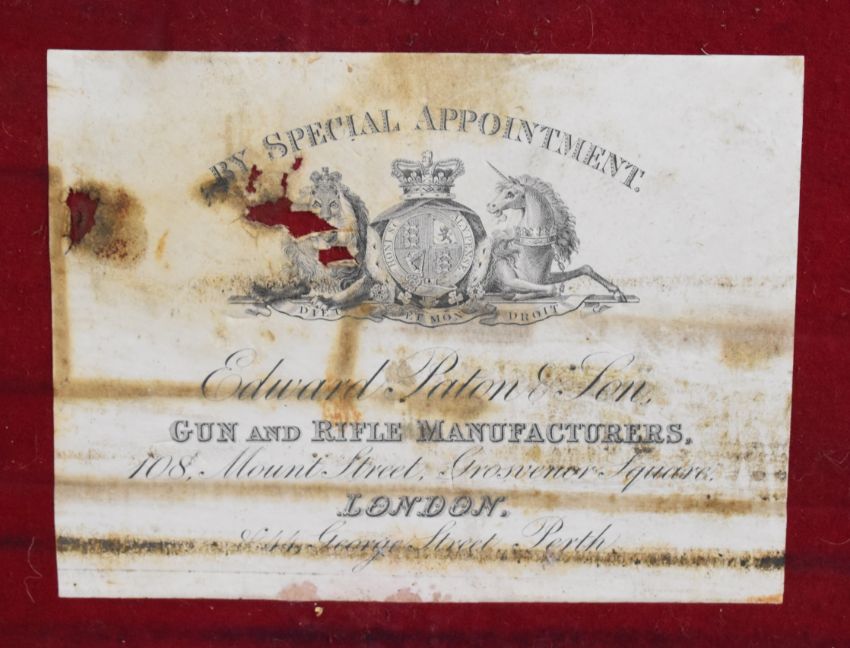 BY SPECIAL APPOINTMENT.
DIEU ET MON DROIT
Edward Paton & Son,
GUN AND RIFLE MANUFACTURERS,
108, Mount Street, Grosvenor Square,
LONDON.
& 44, George Street, Perth